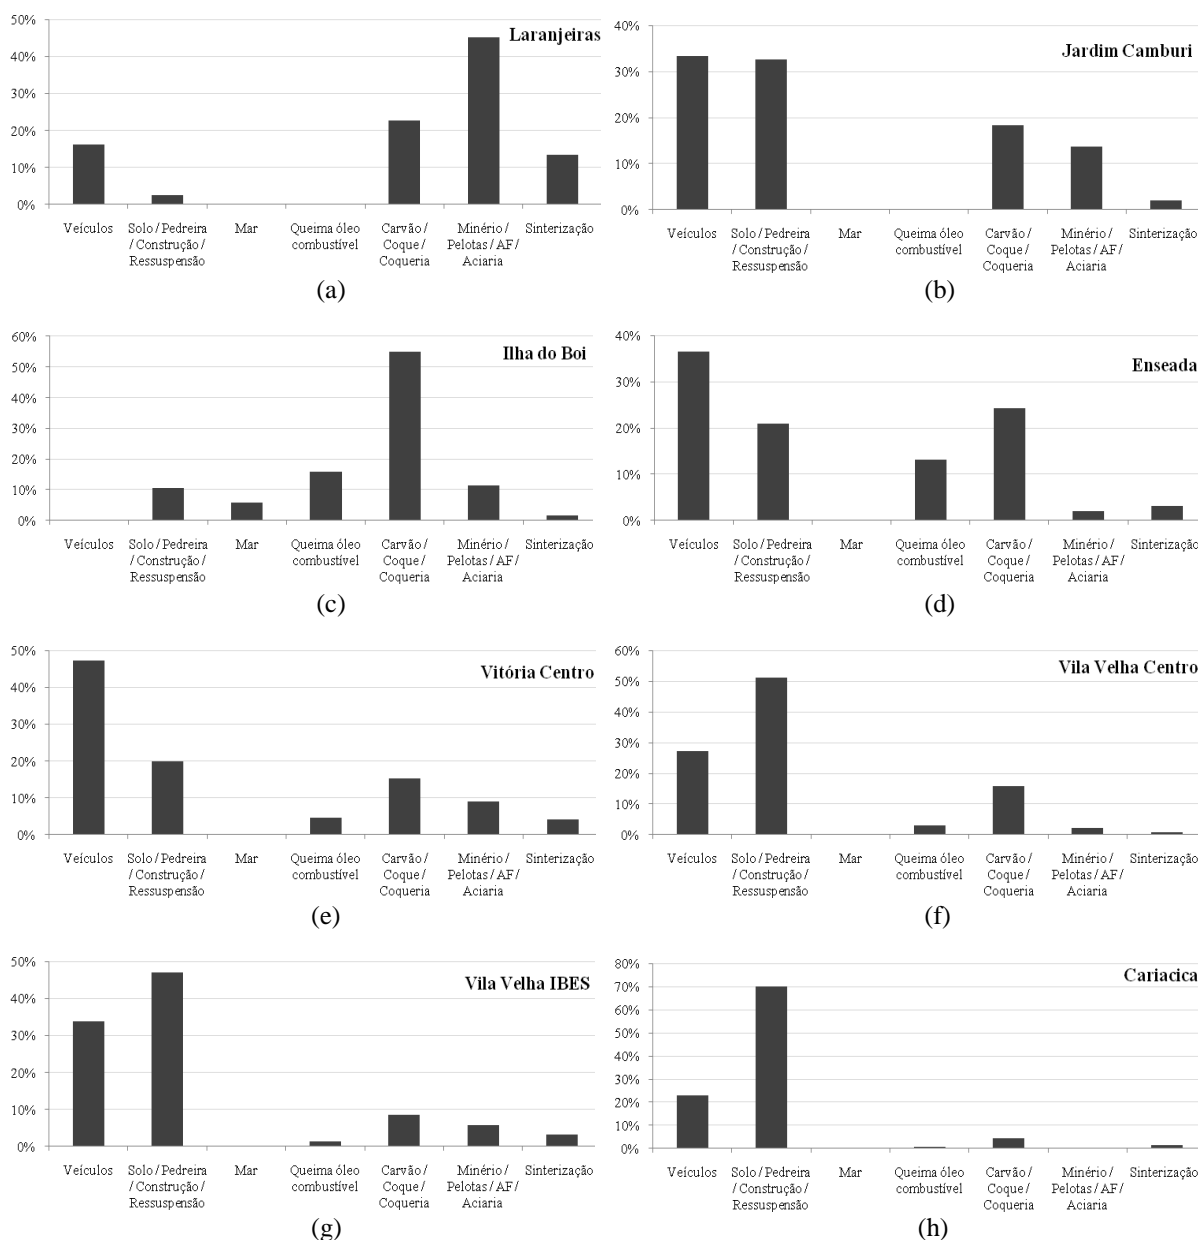 50%
Laranjeiras
40%
30%
20%
10%
0%
Veículos
Solo / Pedreira
/ Construção /
Ressuspensão
Mar
Queima óleo
combustível
Carvão /
Coque /
Coqueria
Minério /
Pelotas / AF /
Aciaria
Sinterização
(a)
40%
Jardim Camburi
30%
20%
10%
0%
Veículos
Solo / Pedreira
/ Construção /
Ressuspensão
Mar
Queima óleo
combustível
Carvão /
Coque /
Coqueria
Minério /
Pelotas / AF /
Aciaria
Sinterização
(b)
60%
Ilha do Boi
50%
40%
30%
20%
10%
0%
Veículos
Solo / Pedreira
/ Construção /
Ressuspensão
Mar
Queima óleo
combustível
Carvão /
Coque /
Coqueria
Minério /
Pelotas / AF /
Aciaria
Sinterização
(c)
40%
Enseada
30%
20%
10%
0%
Veículos
Solo / Pedreira
/ Construção /
Ressuspensão
Mar
Queima óleo
combustível
Carvão /
Coque /
Coqueria
Minério /
Pelotas / AF /
Aciaria
Sinterização
(d)
50%
Vitória Centro
40%
30%
20%
10%
0%
Veículos
Solo / Pedreira
/ Construção /
Ressuspensão
Mar
Queima óleo
combustível
Carvão /
Coque /
Coqueria
Minério /
Pelotas / AF /
Aciaria
Sinterização
(e)
60%
Vila Velha Centro
50%
40%
30%
20%
10%
0%
Veículos
Solo / Pedreira
/ Construção /
Ressuspensão
Mar
Queima óleo
combustível
Carvão /
Coque /
Coqueria
Minério /
Pelotas / AF /
Aciaria
Sinterização
(f)
50%
Vila Velha IBES
40%
30%
20%
10%
0%
Veículos
Solo / Pedreira
/ Construção /
Ressuspensão
Mar
Queima óleo
combustível
Carvão /
Coque /
Coqueria
Minério /
Pelotas / AF /
Aciaria
Sinterização
(g)
80%
Cariacica
70%
60%
50%
40%
30%
20%
10%
0%
Veículos
Solo / Pedreira
/ Construção /
Ressuspensão
Mar
Queima óleo
combustível
Carvão /
Coque /
Coqueria
Minério /
Pelotas / AF /
Aciaria
Sinterização
(h)